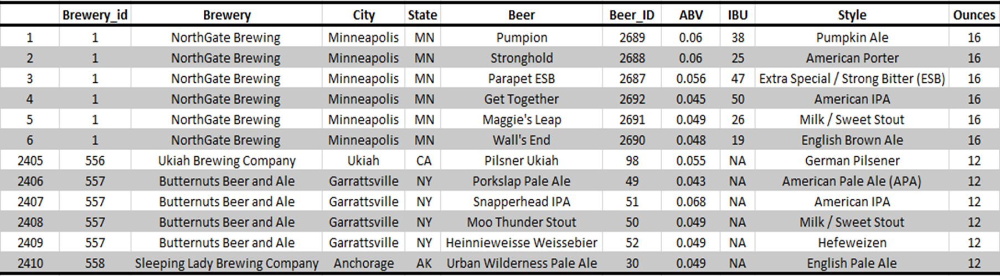 Brewery_id Brewery City State Beer Beer_ID ABV IBU Style Ounces
1 1 NorthGate Brewing Minneapolis MN Pumpion 2689 0.06 38 Pumpkin Ale 16
2 1 NorthGate Brewing Minneapolis MN Stronghold 2688 0.06 25 American Porter 16
3 1 NorthGate Brewing Minneapolis MN Parapet ESB 2687 0.056 47 Extra Special / Strong Bitter (ESB) 16
4 1 NorthGate Brewing Minneapolis MN Get Together 2692 0.045 50 American IPA 16
5 1 NorthGate Brewing Minneapolis MN Maggie's Leap 2691 0.049 26 Milk / Sweet Stout 16
6 1 NorthGate Brewing Minneapolis MN Wall's End 2690 0.048 19 English Brown Ale 16
2405 556 Ukiah Brewing Company Ukiah CA Pilsner Ukiah 98 0.055 NA German Pilsener 12
2406 557 Butternuts Beer and Ale Garrattsville NY Porkslap Pale Ale 49 0.043 NA American Pale Ale (APA) 12
2407 557 Butternuts Beer and Ale Garrattsville NY Snapperhead IPA 51 0.068 NA American IPA 12
2408 557 Butternuts Beer and Ale Garrattsville NY Moo Thunder Stout 50 0.049 NA Milk / Sweet Stout 12
2409 557 Butternuts Beer and Ale Garrattsville NY Heinnieweisse Weissebier 52 0.049 NA Hefeweizen 12
2410 558 Sleeping Lady Brewing Company Anchorage AK Urban Wilderness Pale Ale 30 0.049 NA English Pale Ale 12